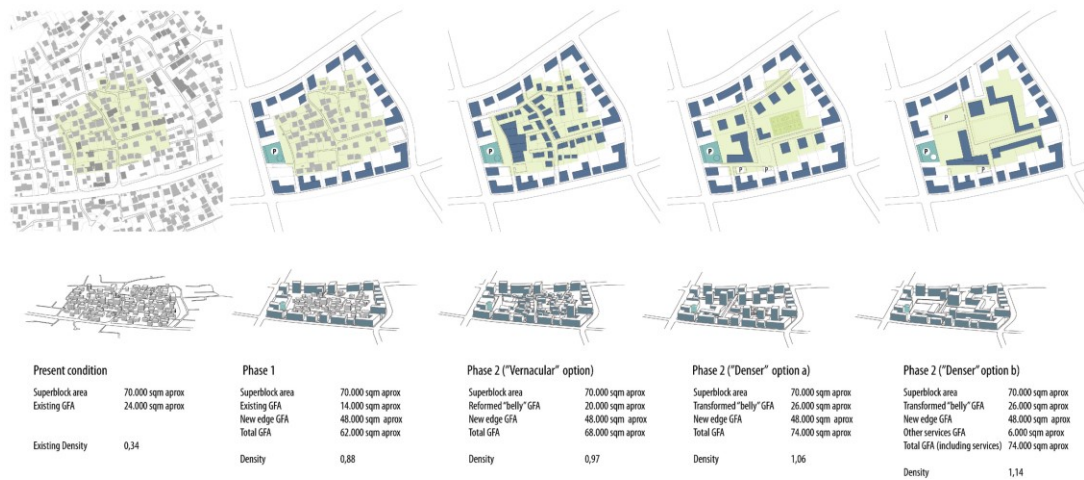 P
P
P
P
P
P
P
P
P
Present condition
Superblock area 70.000 sqm aprox
Existing GFA 24.000 sqm aprox
Existing Density 0,34
Phase 1
Superblock area 70.000 sqm aprox
Existing GFA 14.000 sqm aprox
New edge GFA 48.000 sqm aprox
Total GFA 62.000 sqm aprox
Density 0,88
Phase 2 ("Vernacular" option)
Superblock area 70.000 sqm aprox
Reformed "belly" GFA 20.000 sqm aprox
New edge GFA 48.000 sqm aprox
Total GFA 68.000 sqm aprox
Density 0,97
Phase 2 ("Denser" option a)
Superblock area 70.000 sqm aprox
Transformed "belly" GFA 26.000 sqm aprox
New edge GFA 48.000 sqm aprox
Total GFA 74.000 sqm aprox
Density 1,06
Phase 2 ("Denser" option b)
Superblock area 70.000 sqm aprox
Transformed "belly" GFA 26.000 sqm aprox
New edge GFA 48.000 sqm aprox
Other services GFA 6.000 sqm aprox
Total GFA (including services) 74.000 sqm aprox
Density 1,14